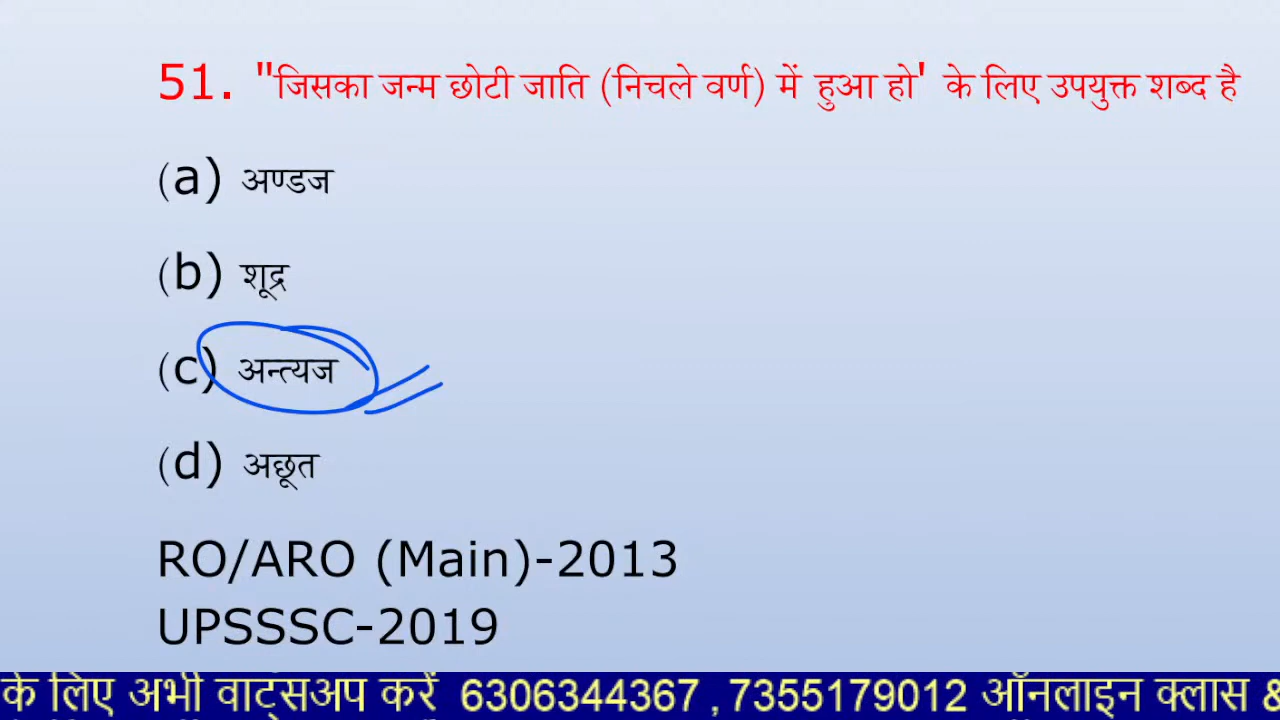 51. "जिसका जन्म छोटी जाति (निचले वर्ण) में हुआ हो' के लिए उपयुक्त शब्द है
(a) अण्डज
(b) शूद्र
(c) अन्त्यज
(d) अछूत
RO/ARO (Main)-2013
UPSSSC-2019
के लिए अभी वाट्सअप करें 6306344367 , 7355179012 ऑनलाइन क्लास &